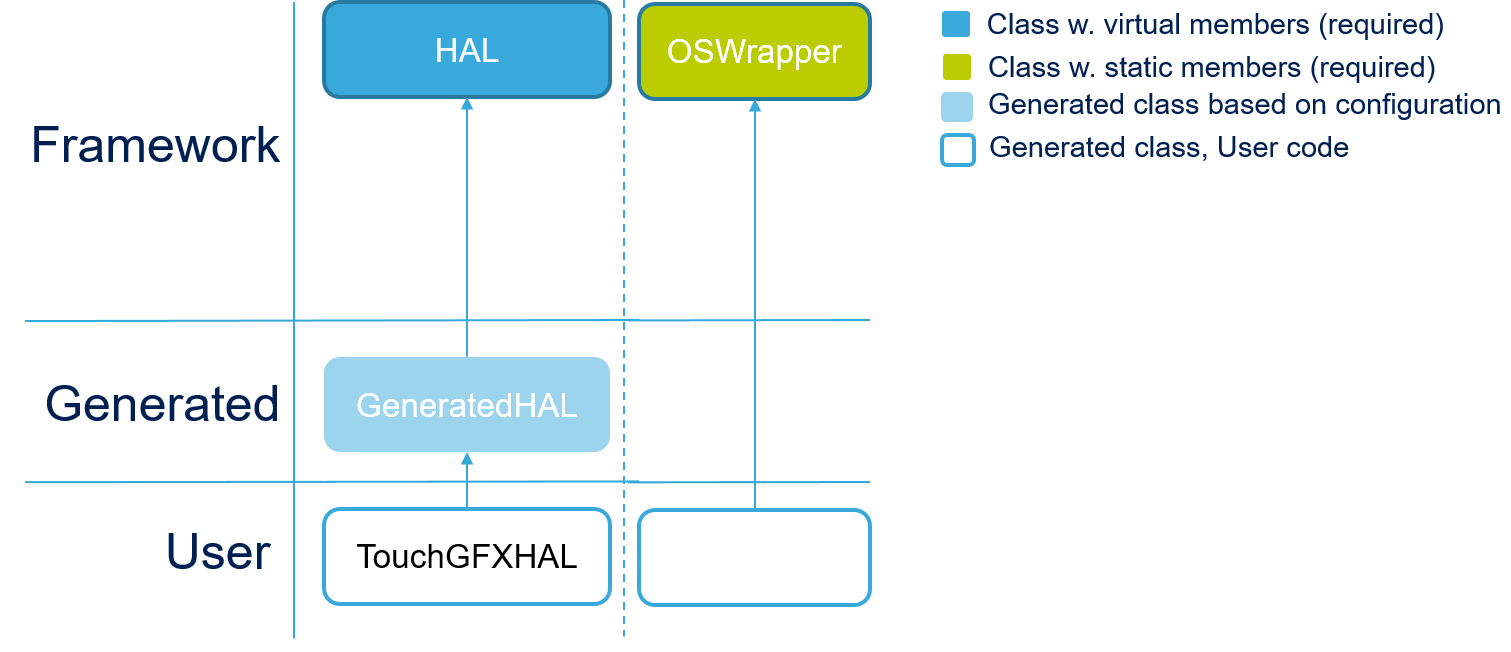 HAL
OSWrapper
Class w. virtual members (required)
Class w. static members (required)
Generated class based on configuration
Generated class, User code
Framework
Generated
GeneratedHAL
User
TouchGFXHAL